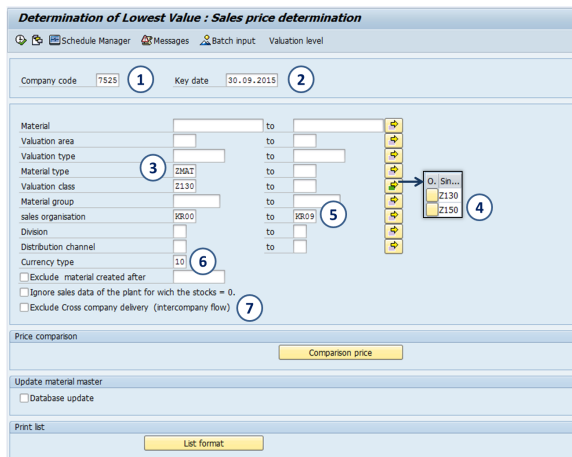 Determination of Lowest Value : Sales price determination
Schedule Manager Messages Batch input Valuation level
Company code 7525 1 Key date 30.09.2015 2
Material to
Valuation area to
Valuation type to
3 Material type ZMAT to
Valuation class Z130 to O. Sin...
Z130
Z150 4
Material group to
sales organisation KR00 to KR09 5
Division to
Distribution channel to
Currency type 10 6
Exclude material created after
Ignore sales data of the plant for wich the stocks = 0.
Exclude Cross company delivery (intercompany flow) 7
Price comparison
Comparison price
Update material master
Database update
Print list
List format